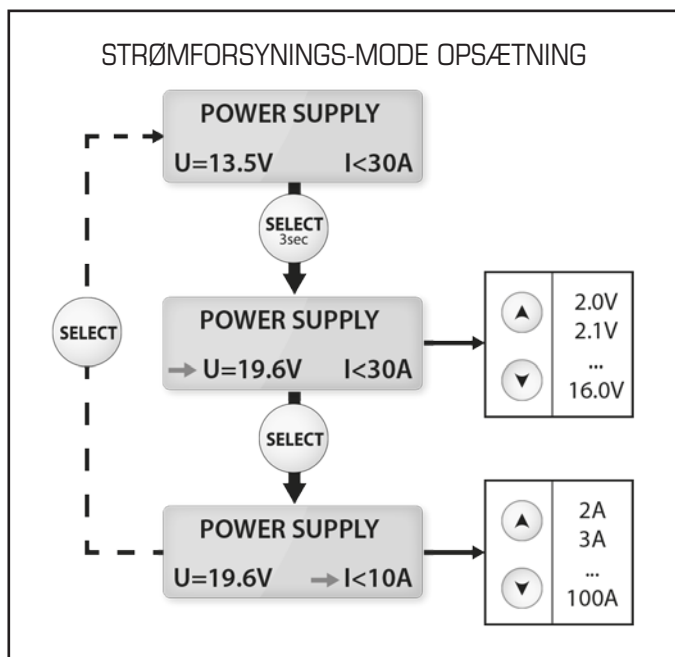 STRØMFORSYNINGS-MODE OPSÆTNING
POWER SUPPLY
U=13.5V I<30A
SELECT
3sec
SELECT
POWER SUPPLY
U=19.6V I<30A
2.0V
2.1V
...
16.0V
SELECT
POWER SUPPLY
U=19.6V I<10A
2A
3A
...
100A